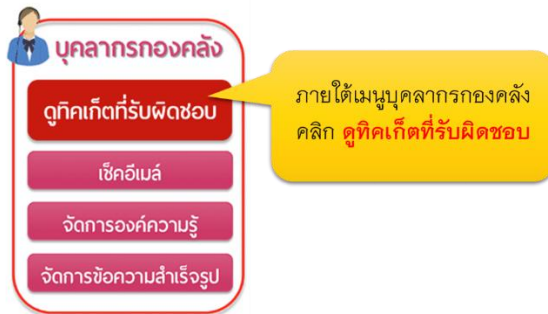 บุคลากรกองคลัง
ดูทิคเก็ตที่รับผิดชอบ
เช็คอีเมล์
จัดการองค์ความรู้
จัดการข้อความสำเร็จรูป
ภายใต้เมนูบุคลากรกองคลัง
คลิก ดูทิคเก็ตที่รับผิดชอบ